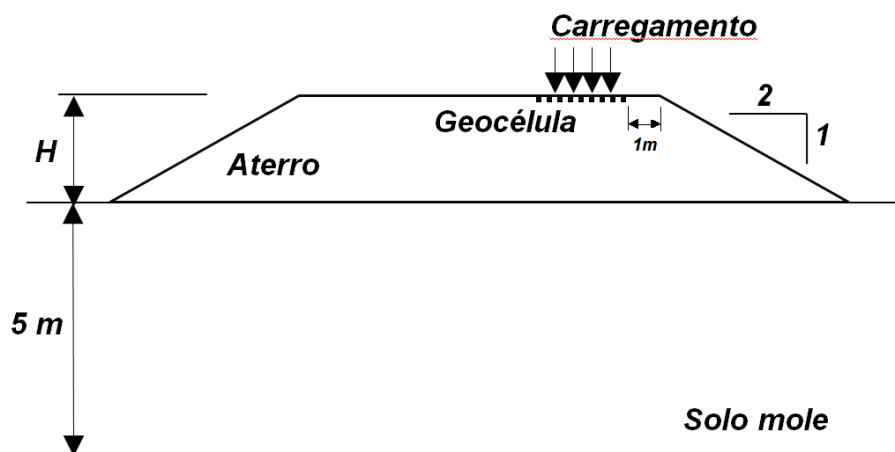 Carregamento
2
1
Geocélula
1m
H
Aterro
5 m
Solo mole